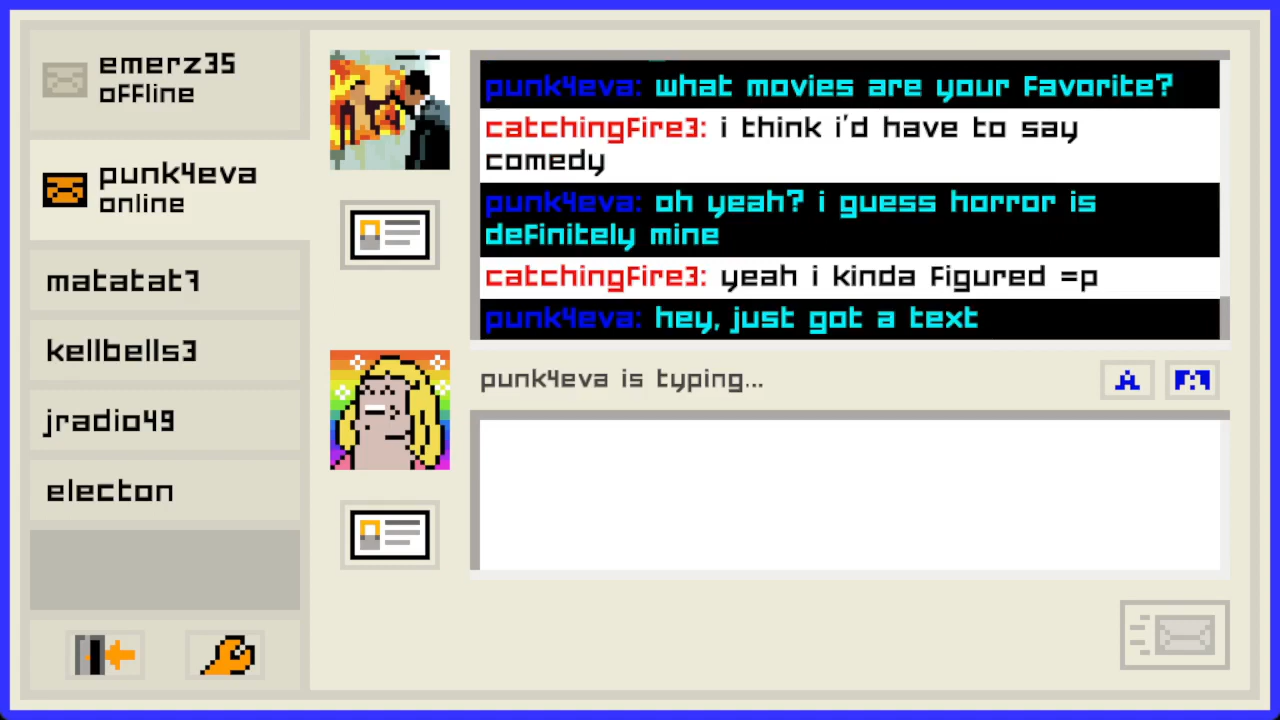 emerz35
offline
punk4eva
online
matatat7
kellbells3
jradio49
electon
punk4eva: what movies are your favorite?
catchingfire3: i think i'd have to say
comedy
punk4eva: oh yeah? i guess horror is
definitely mine
catchingfire3: yeah i kinda figured =p
punk4eva: hey, just got a text
punk4eva is typing...
A